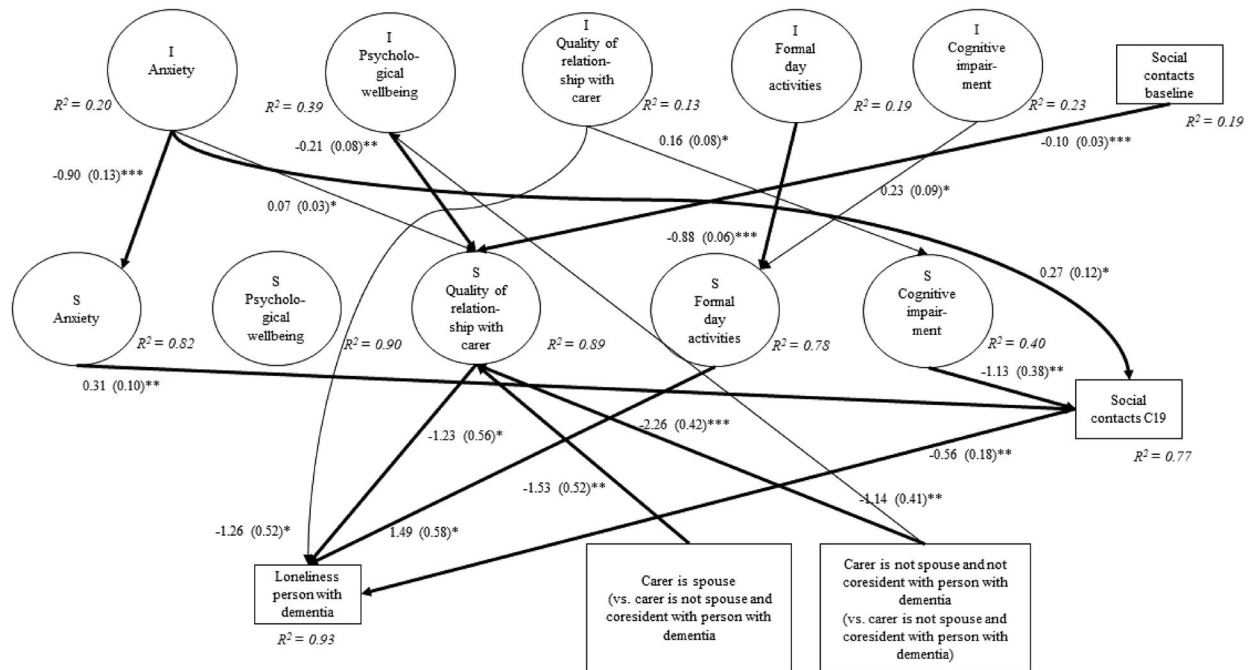 I
Anxiety
I
Psycholo-
gical
wellbeing
I
Quality of
relation-
ship with
carer
I
Formal
day
activities
I
Cognitive
impair-
ment
Social
contacts
baseline
R² = 0.20
R² = 0.39
R² = 0.13
R² = 0.19
R² = 0.23
R² = 0.19
-0.21 (0.08)**
0.16 (0.08)*
-0.10 (0.03)***
-0.90 (0.13)***
0.23 (0.09)*
0.07 (0.03)*
-0.88 (0.06)***
0.27 (0.12)*
S
Anxiety
S
Psycholo-
gical
wellbeing
S
Quality of
relation-
ship with
carer
S
Formal
day
activities
S
Cognitive
impair-
ment
R² = 0.82
R² = 0.90
R² = 0.89
R² = 0.78
R² = 0.40
0.31 (0.10)**
-1.13 (0.38)**
Social
contacts C19
R² = 0.77
-1.23 (0.56)*
-2.26 (0.42)***
-0.56 (0.18)**
-1.53 (0.52)**
-1.14 (0.41)**
-1.26 (0.52)*
1.49 (0.58)*
Loneliness
person with
dementia
R² = 0.93
Carer is spouse
(vs. carer is not spouse and
coresident with person with
dementia
Carer is not spouse and not
coresident with person with
dementia
(vs. carer is not spouse and
coresident with person with
dementia)